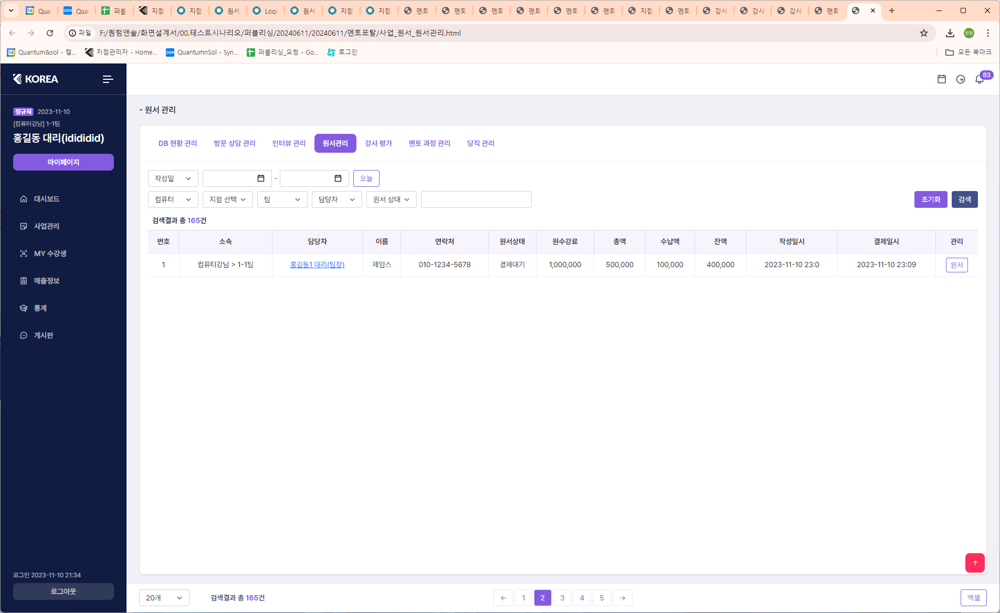 14 Quan DSM Quan 퍼블 지점 지점 원서 Logi 원서 지점 지점 멘토 멘토 멘토 멘토 멘토 멘토 지점 멘토 강사 강사 강사 멘토
파일 F:/퀀텀앤솔/화면설계서/00.테스트시나리오/퍼블리싱/20240611/20240611/멘토포탈/사업_원서_원서관리.html 정환
14 Quantum&sol - 캘... 지점관리자 - Home... DSM QuantumnSol - Syn... 퍼블리싱_요청 - Go... 로그인 모든 북마크
KOREA
83
정규직 2023-11-10
[컴퓨터강남] 1-1팀
홍길동 대리(idididid)
마이페이지
대시보드
사업관리
MY 수강생
매출정보
통계
게시판
로그인 2023-11-10 21:34
로그아웃
- 원서 관리
DB 현황 관리 방문 상담 관리 인터뷰 관리 원서관리 강사 평가 멘토 과정 관리 당직 관리
작성일 ~ 오늘
컴퓨터 지점 선택 팀 담당자 원서 상태 초기화 검색
검색결과 총 165건
번호 소속 담당자 이름 연락처 원서상태 원수강료 총액 수납액 잔액 작성일시 결제일시 관리
1 컴퓨터강남 > 1-1팀 홍길동1 대리(팀장) 제임스 010-1234-5678 결제대기 1,000,000 500,000 100,000 400,000 2023-11-10 23:0 2023-11-10 23:09 원서
20개 검색결과 총 165건 ← 1 2 3 4 5 → 엑셀